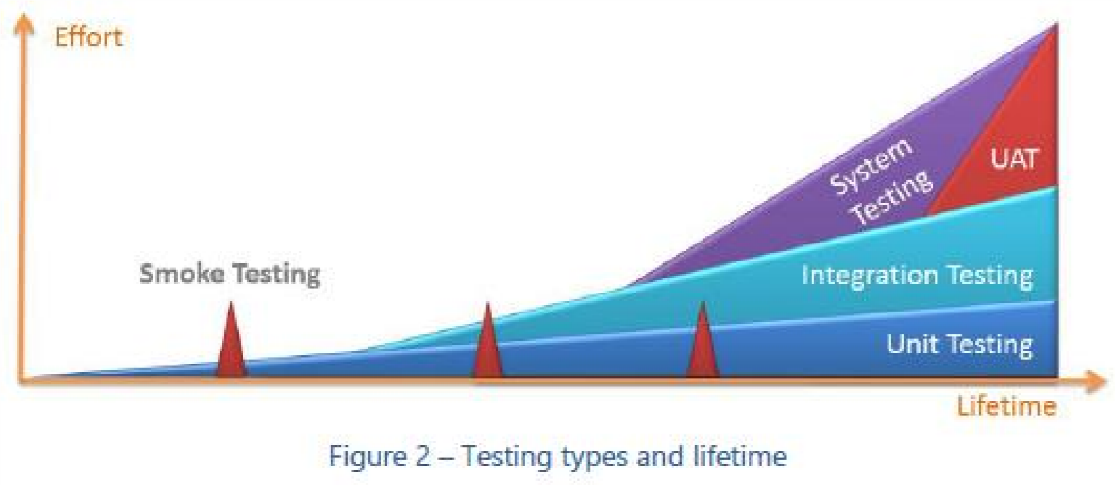 Effort
System
Testing
UAT
Smoke Testing
Integration Testing
Unit Testing
Lifetime
Figure 2 – Testing types and lifetime